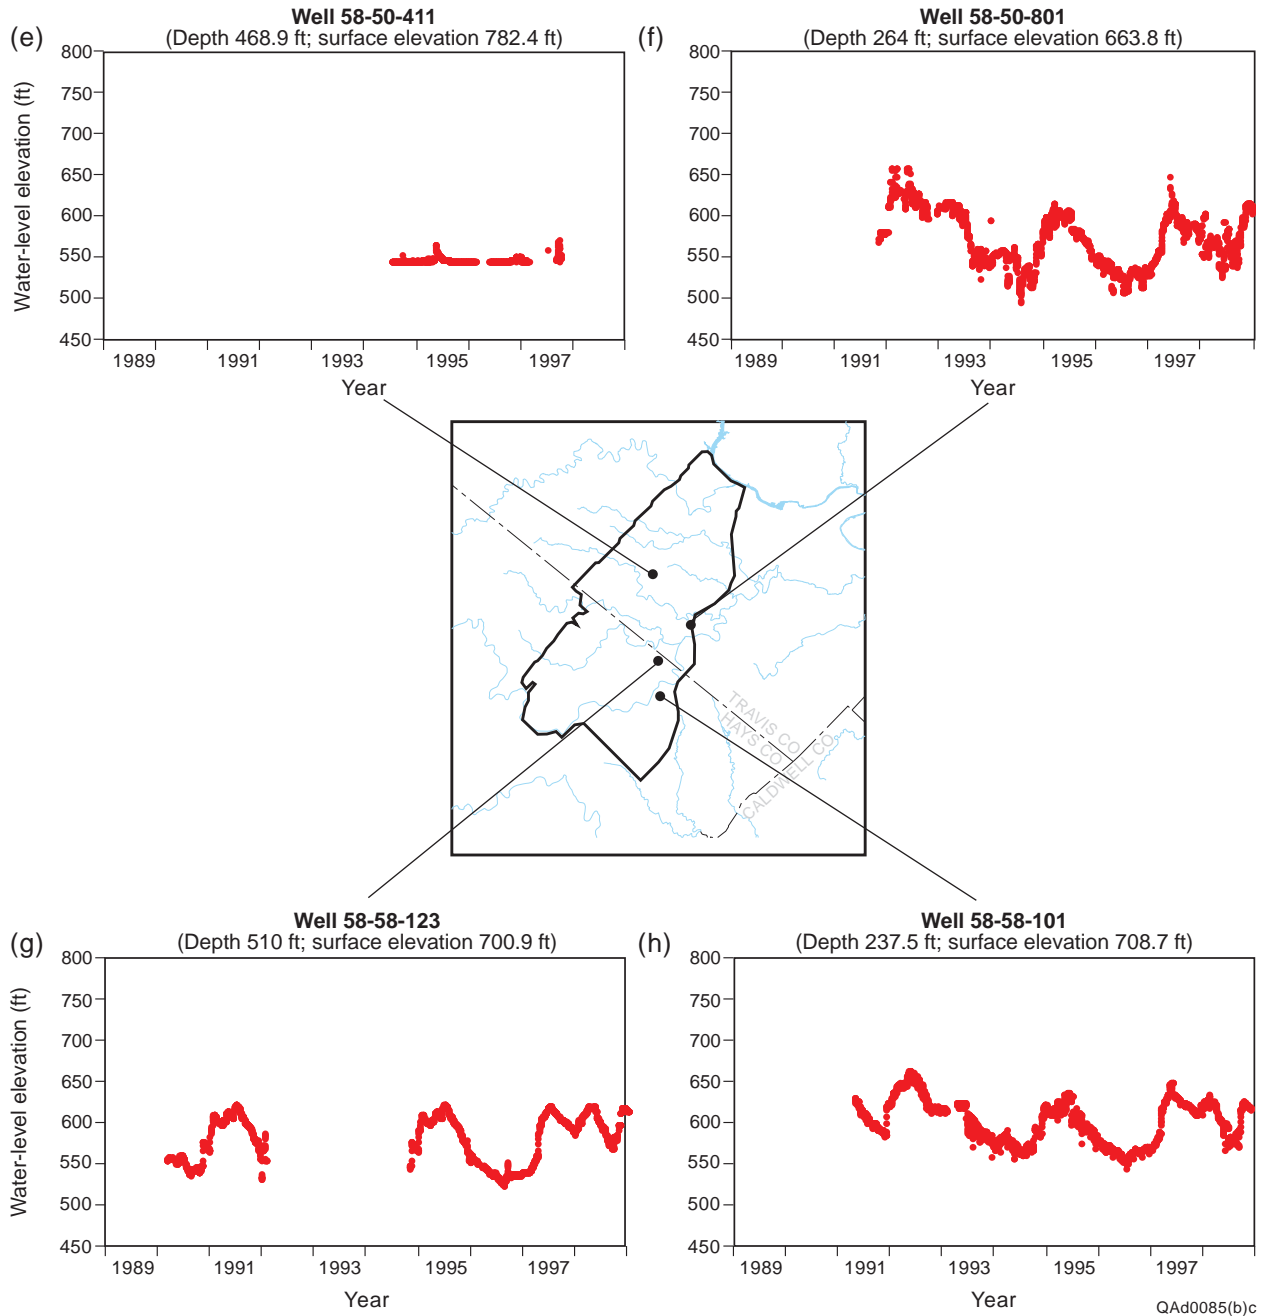 Well 58-50-411
(e)
(Depth 468.9 ft; surface elevation 782.4 ft)
800
750
700
650
600
550
500
450
Water-level elevation (ft)
1989
1991
1993
1995
1997
Year
Well 58-50-801
(f)
(Depth 264 ft; surface elevation 663.8 ft)
800
750
700
650
600
550
500
450
1989
1991
1993
1995
1997
Year
TRAVIS CO.
HAYS CO.
CALDWELL CO.
Well 58-58-123
(g)
(Depth 510 ft; surface elevation 700.9 ft)
800
750
700
650
600
550
500
450
Water-level elevation (ft)
1989
1991
1993
1995
1997
Year
Well 58-58-101
(h)
(Depth 237.5 ft; surface elevation 708.7 ft)
800
750
700
650
600
550
500
450
1989
1991
1993
1995
1997
Year
QAd0085(b)c